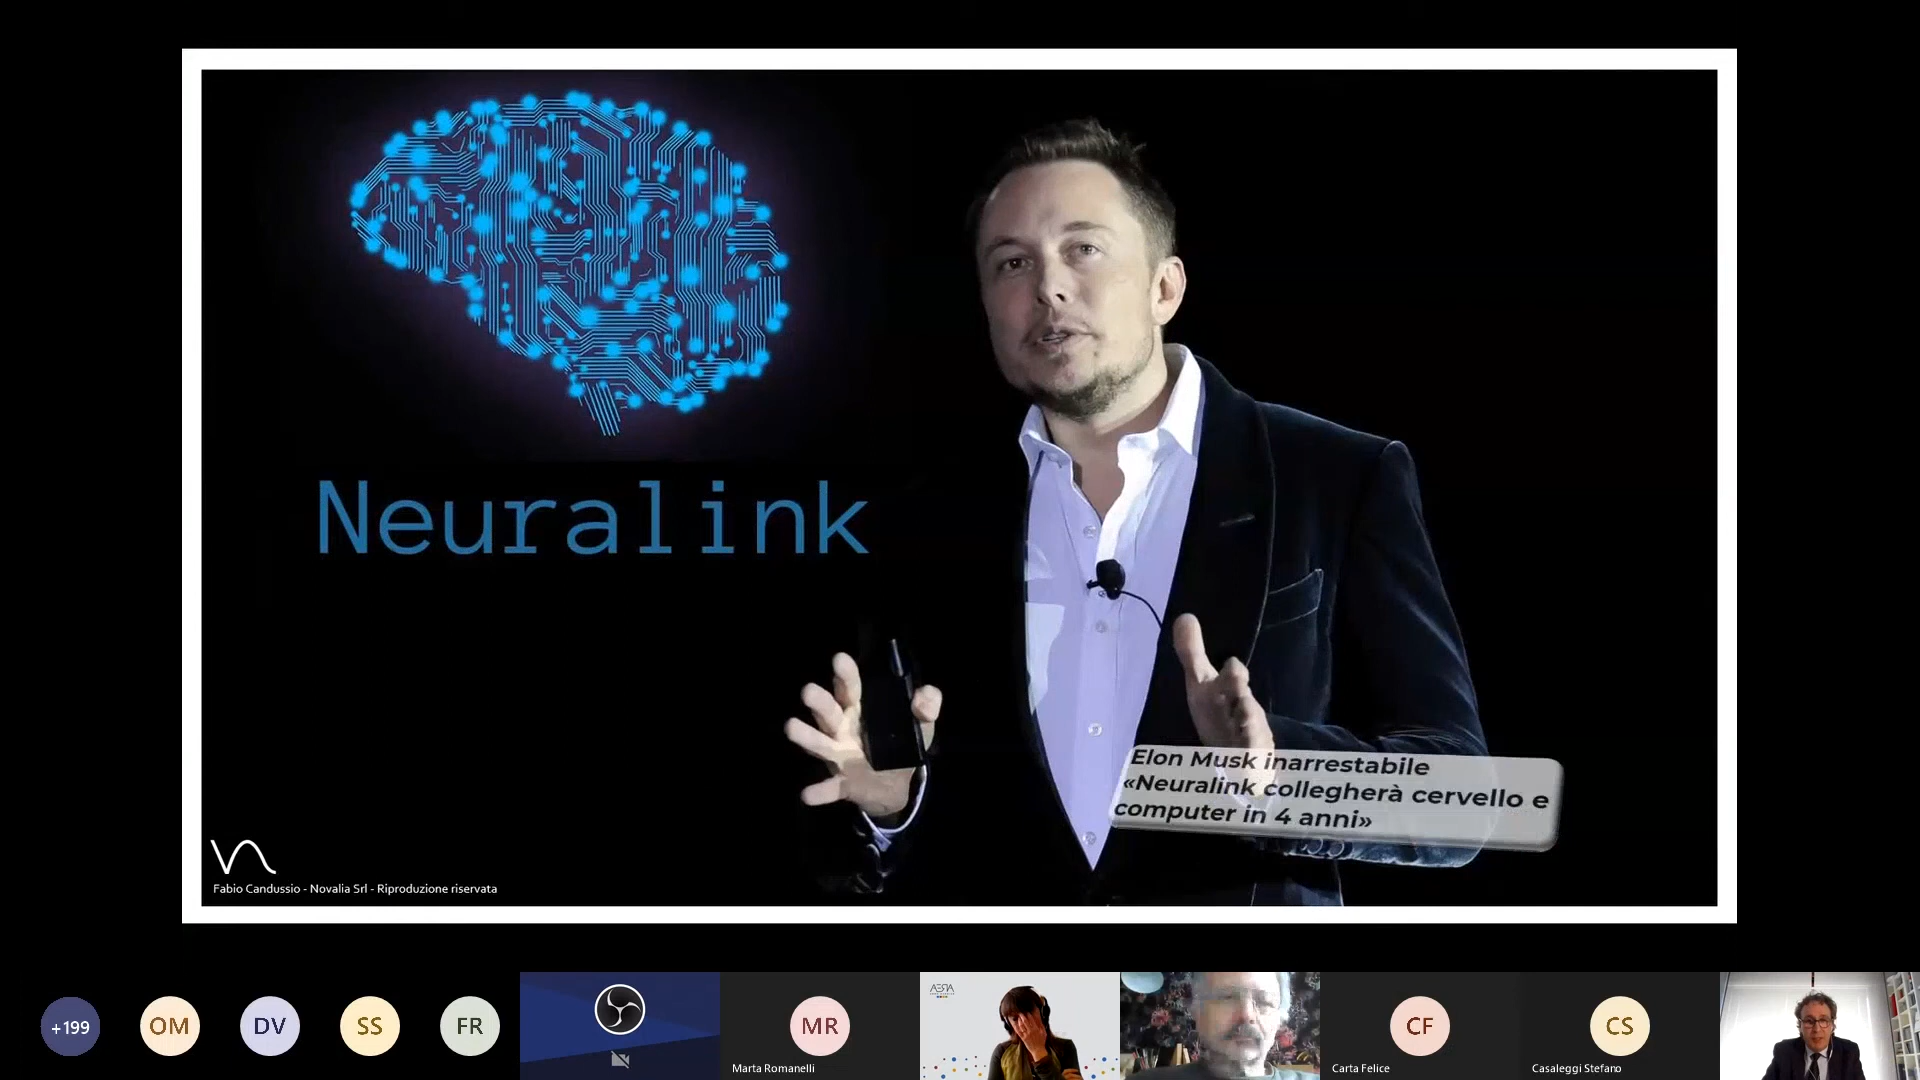 Neuralink
Elon Musk inarrestabile
«Neuralink collegherà cervello e
computer in 4 anni»
Fabio Candussio - Novalia Srl - Riproduzione riservata
+199
OM
DV
SS
FR
MR
Marta Romanelli
CF
Carta Felice
CS
Casaleggi Stefano